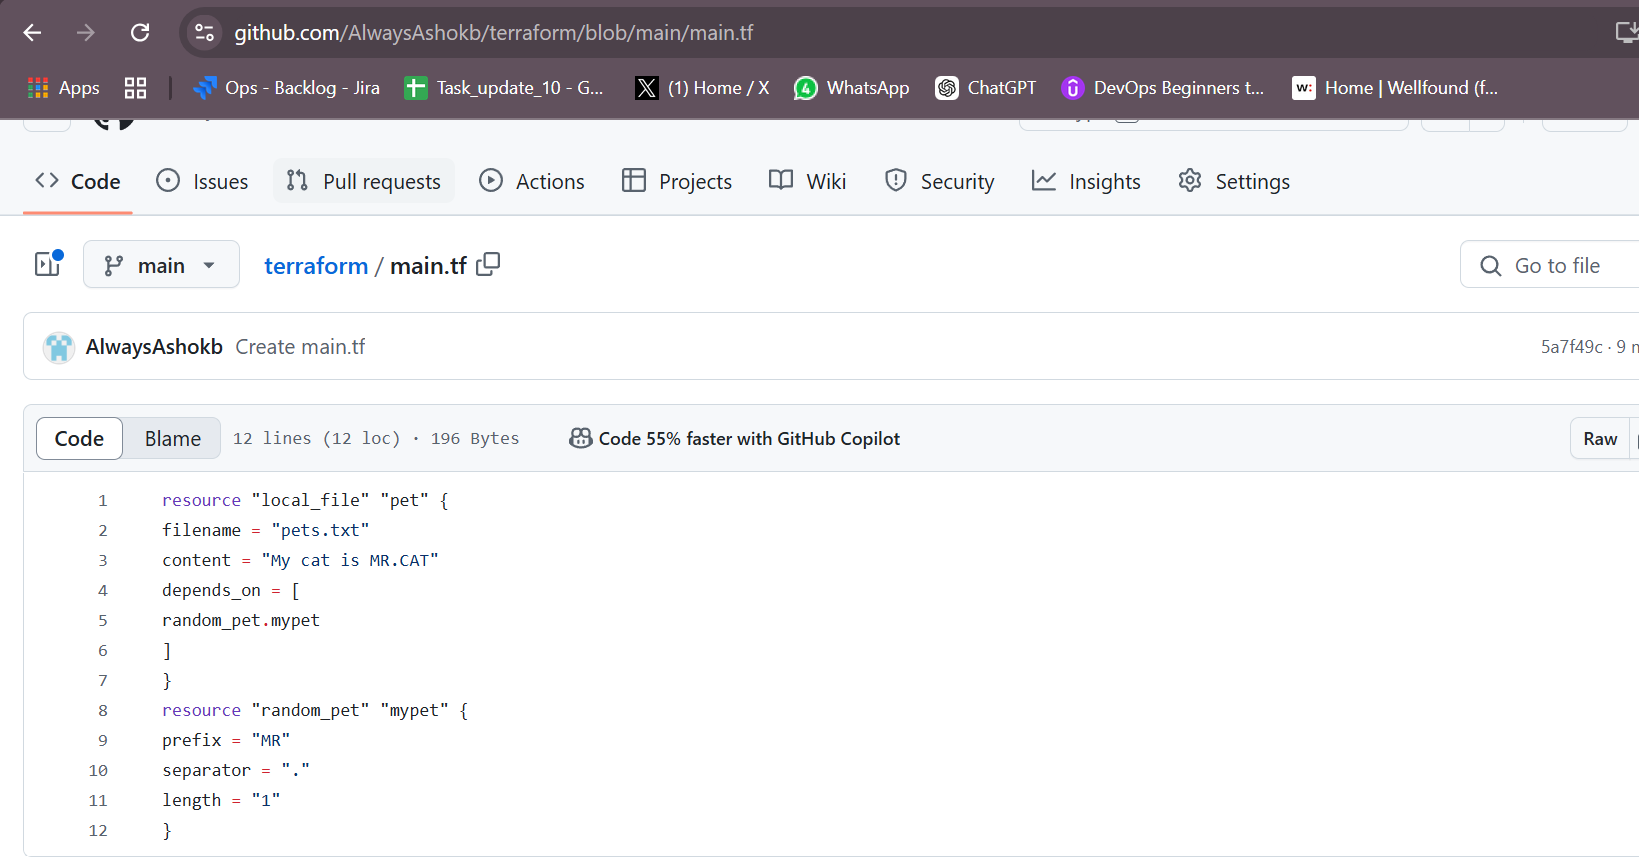 github.com/AlwaysAshokb/terraform/blob/main/main.tf
Apps Ops - Backlog - Jira Task_update_10 - G... (1) Home / X 4 WhatsApp ChatGPT DevOps Beginners t... w: Home | Wellfound (f...
Code Issues Pull requests Actions Projects Wiki Security Insights Settings
main terraform / main.tf Go to file
AlwaysAshokb Create main.tf 5a7f49c · 9
Code Blame 12 lines (12 loc) · 196 Bytes Code 55% faster with GitHub Copilot Raw
1 resource "local_file" "pet" {
2 filename = "pets.txt"
3 content = "My cat is MR.CAT"
4 depends_on = [
5 random_pet.mypet
6 ]
7 }
8 resource "random_pet" "mypet" {
9 prefix = "MR"
10 separator = "."
11 length = "1"
12 }